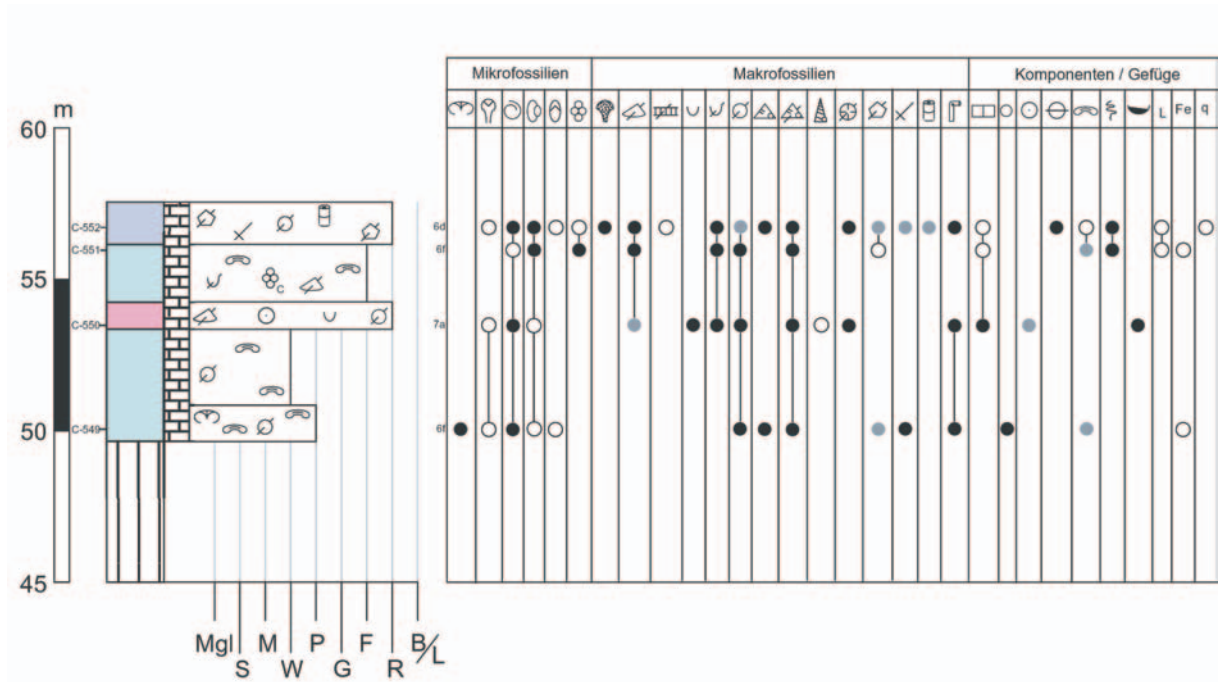 Mikrofossilien Makrofossilien Komponenten / Gefüge
m
L Fe q
60
C-552 6d
C-551 6f
55
c
C-550 7a
50
C-549 6f
45
Mgl M P F B/L
S W G R